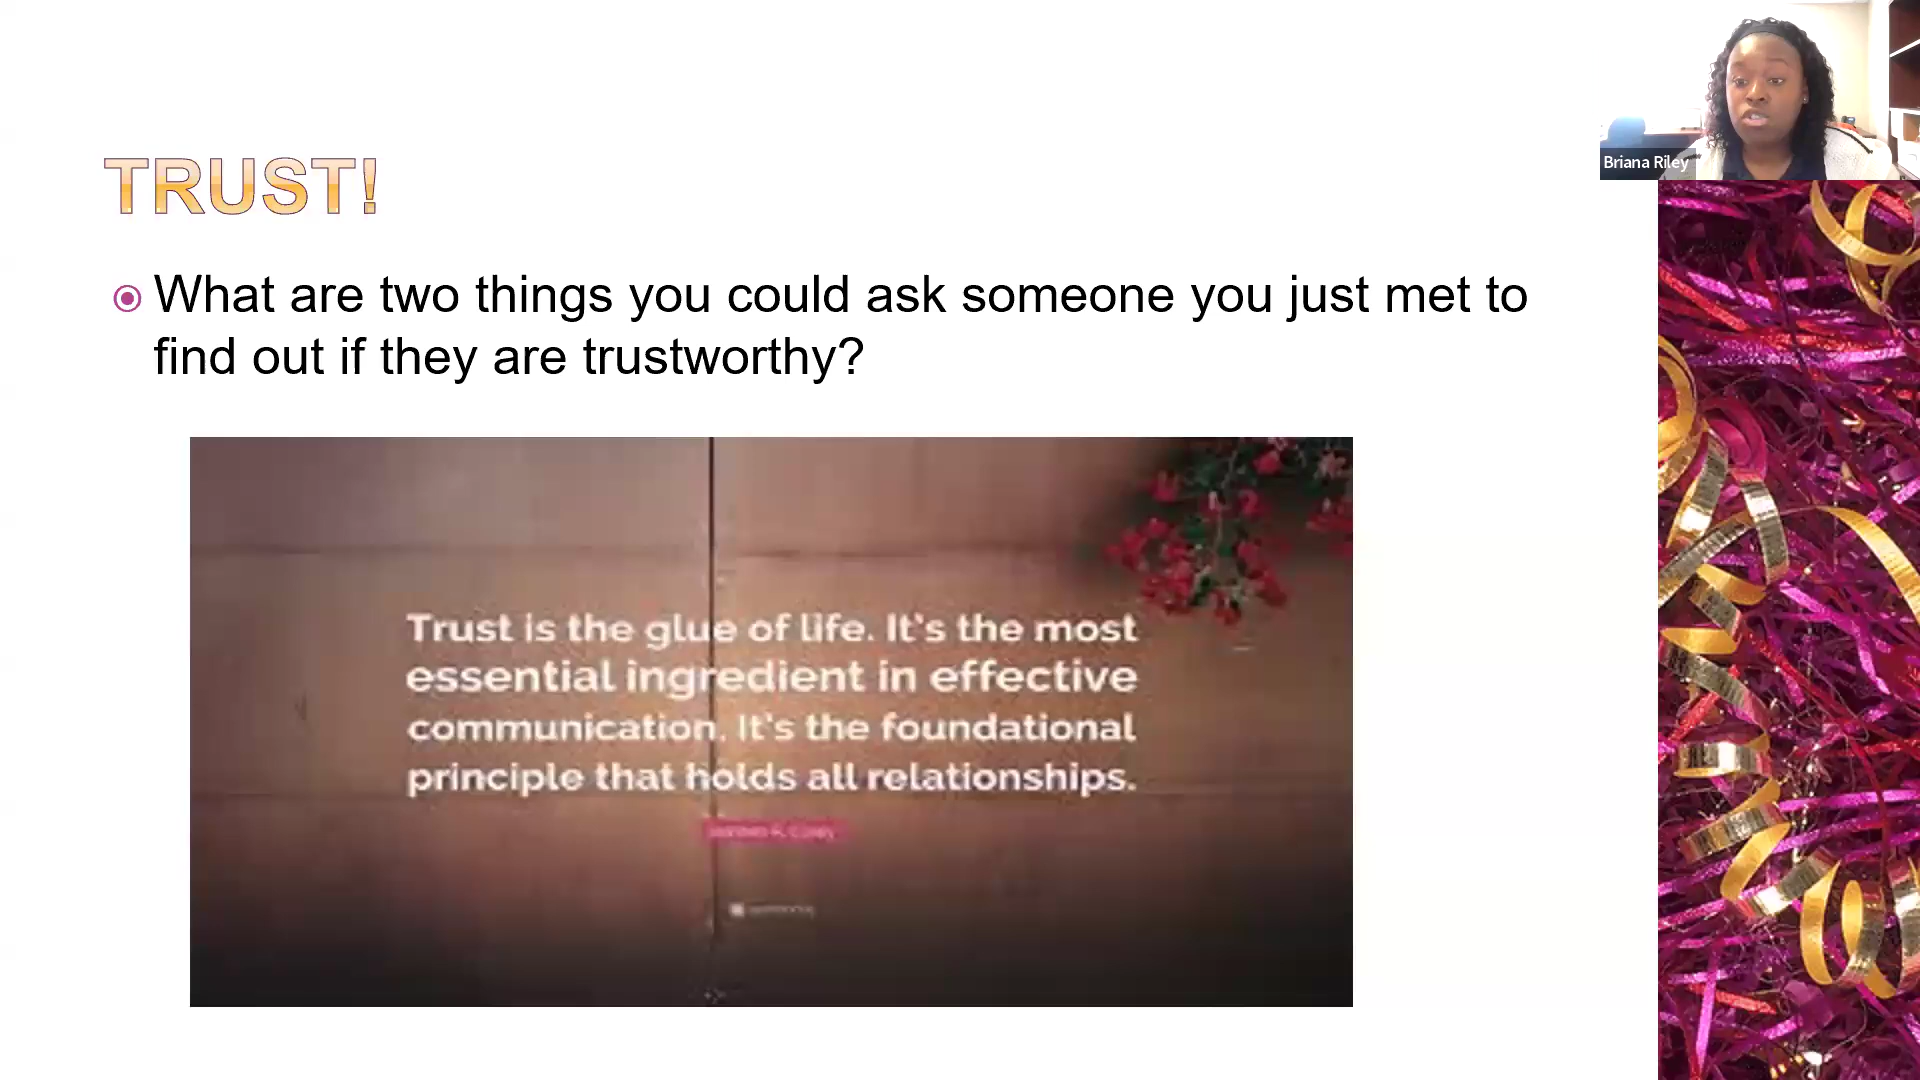 Briana Riley
TRUST!
What are two things you could ask someone you just met to
find out if they are trustworthy?
Trust is the glue of life. It's the most
essential ingredient in effective
communication. It's the foundational
principle that holds all relationships.